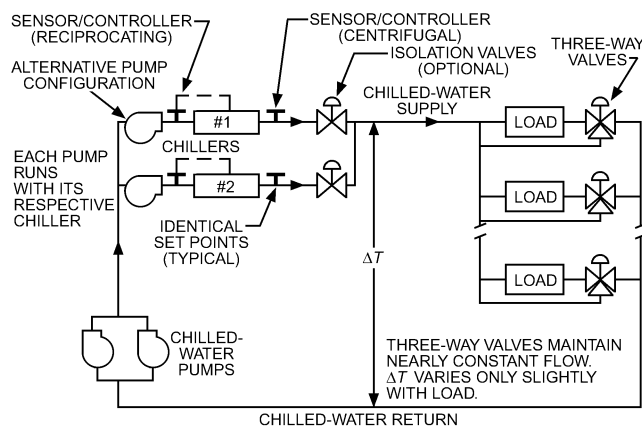 SENSOR/CONTROLLER
(RECIPROCATING)
SENSOR/CONTROLLER
(CENTRIFUGAL)
ISOLATION VALVES
(OPTIONAL)
THREE-WAY
VALVES
ALTERNATIVE PUMP
CONFIGURATION
CHILLED-WATER
SUPPLY
#1
LOAD
CHILLERS
EACH PUMP
RUNS
WITH ITS
RESPECTIVE
CHILLER
#2
LOAD
IDENTICAL
SET POINTS
(TYPICAL)
ΔT
LOAD
CHILLED-
WATER
PUMPS
THREE-WAY VALVES MAINTAIN
NEARLY CONSTANT FLOW.
ΔT VARIES ONLY SLIGHTLY
WITH LOAD.
CHILLED-WATER RETURN